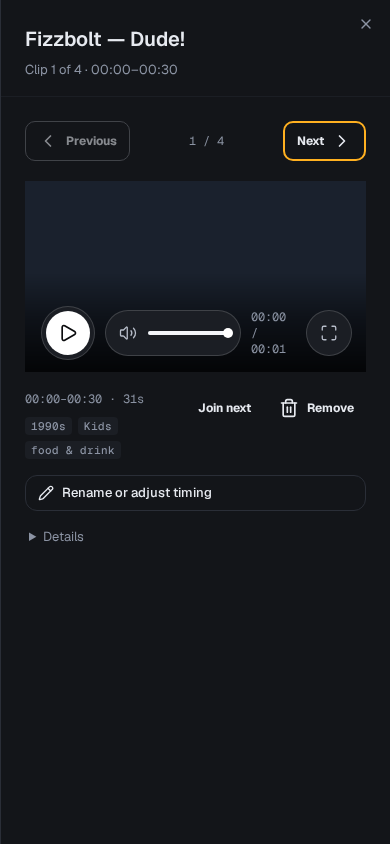 Fizzbolt — Dude!
Clip 1 of 4 · 00:00–00:30
Previous
1 / 4
Next
00:00
/
00:01
00:00–00:30 · 31s
Join next
Remove
1990s
Kids
food & drink
Rename or adjust timing
Details